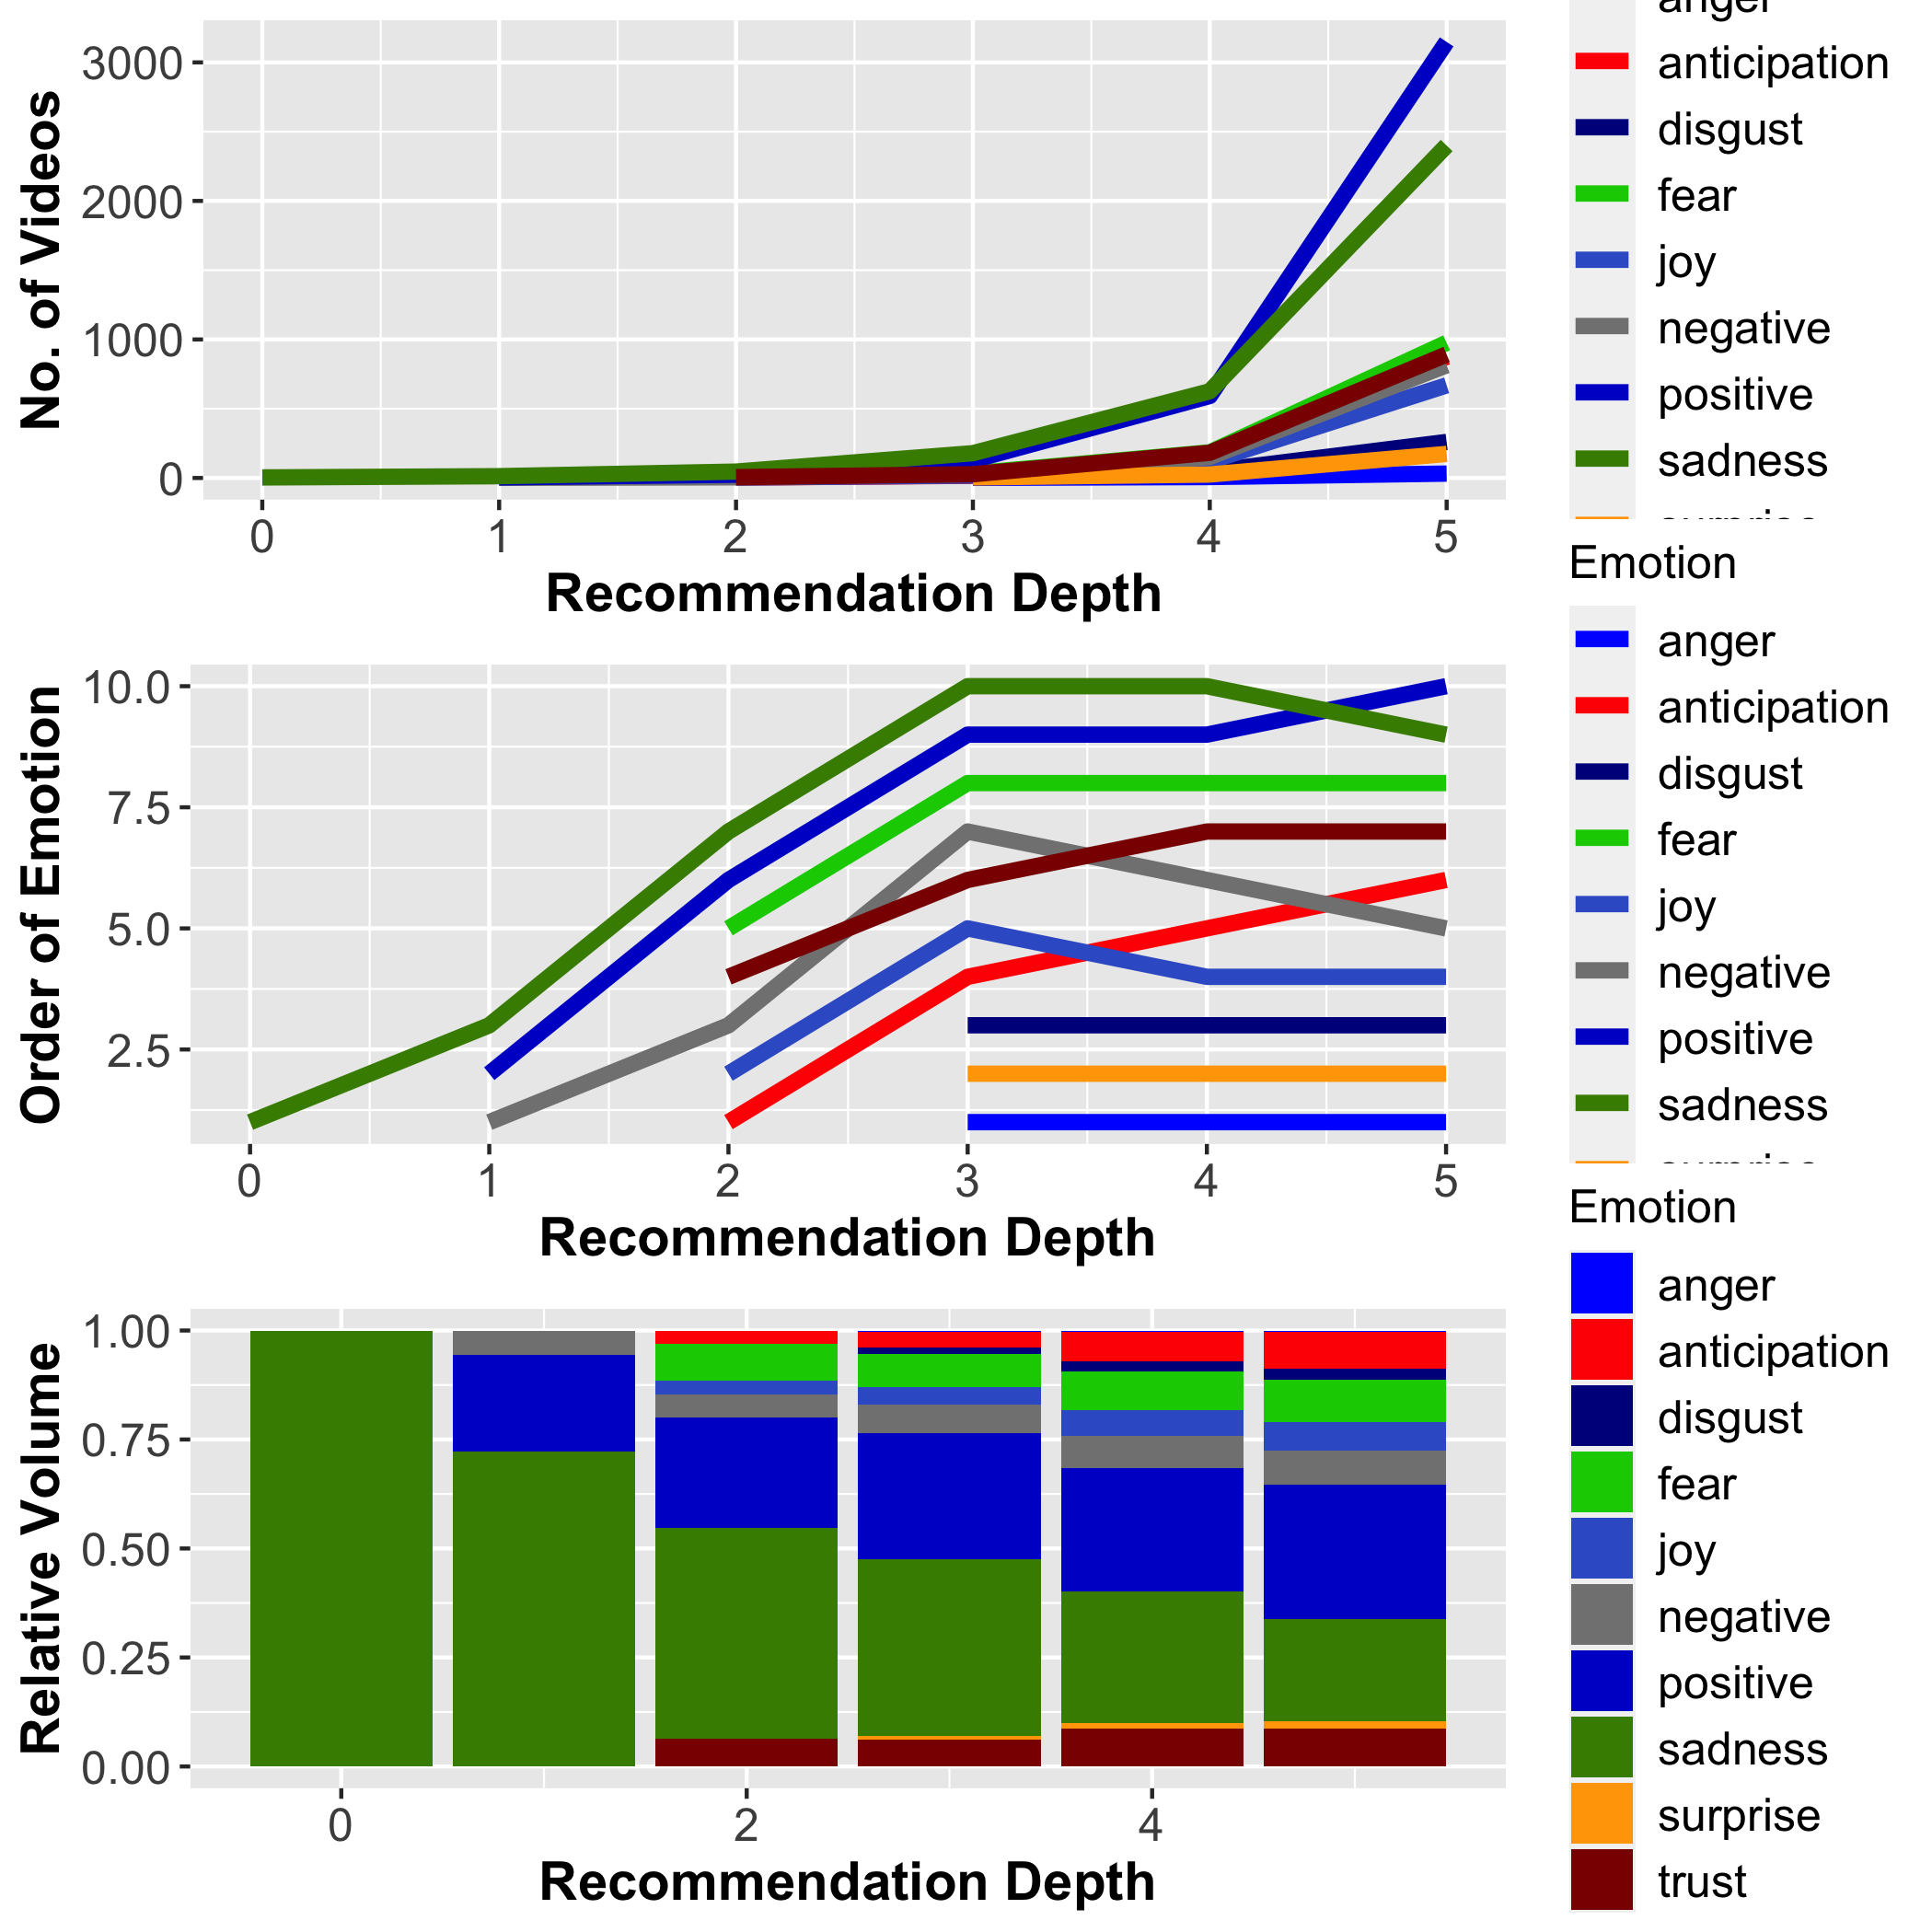 No. of Videos
3000
2000
1000
0
0 1 2 3 4 5
Recommendation Depth
anger
anticipation
disgust
fear
joy
negative
positive
sadness
surprise
Order of Emotion
10.0
7.5
5.0
2.5
0 1 2 3 4 5
Recommendation Depth
Emotion
anger
anticipation
disgust
fear
joy
negative
positive
sadness
surprise
Relative Volume
1.00
0.75
0.50
0.25
0.00
0 2 4
Recommendation Depth
Emotion
anger
anticipation
disgust
fear
joy
negative
positive
sadness
surprise
trust